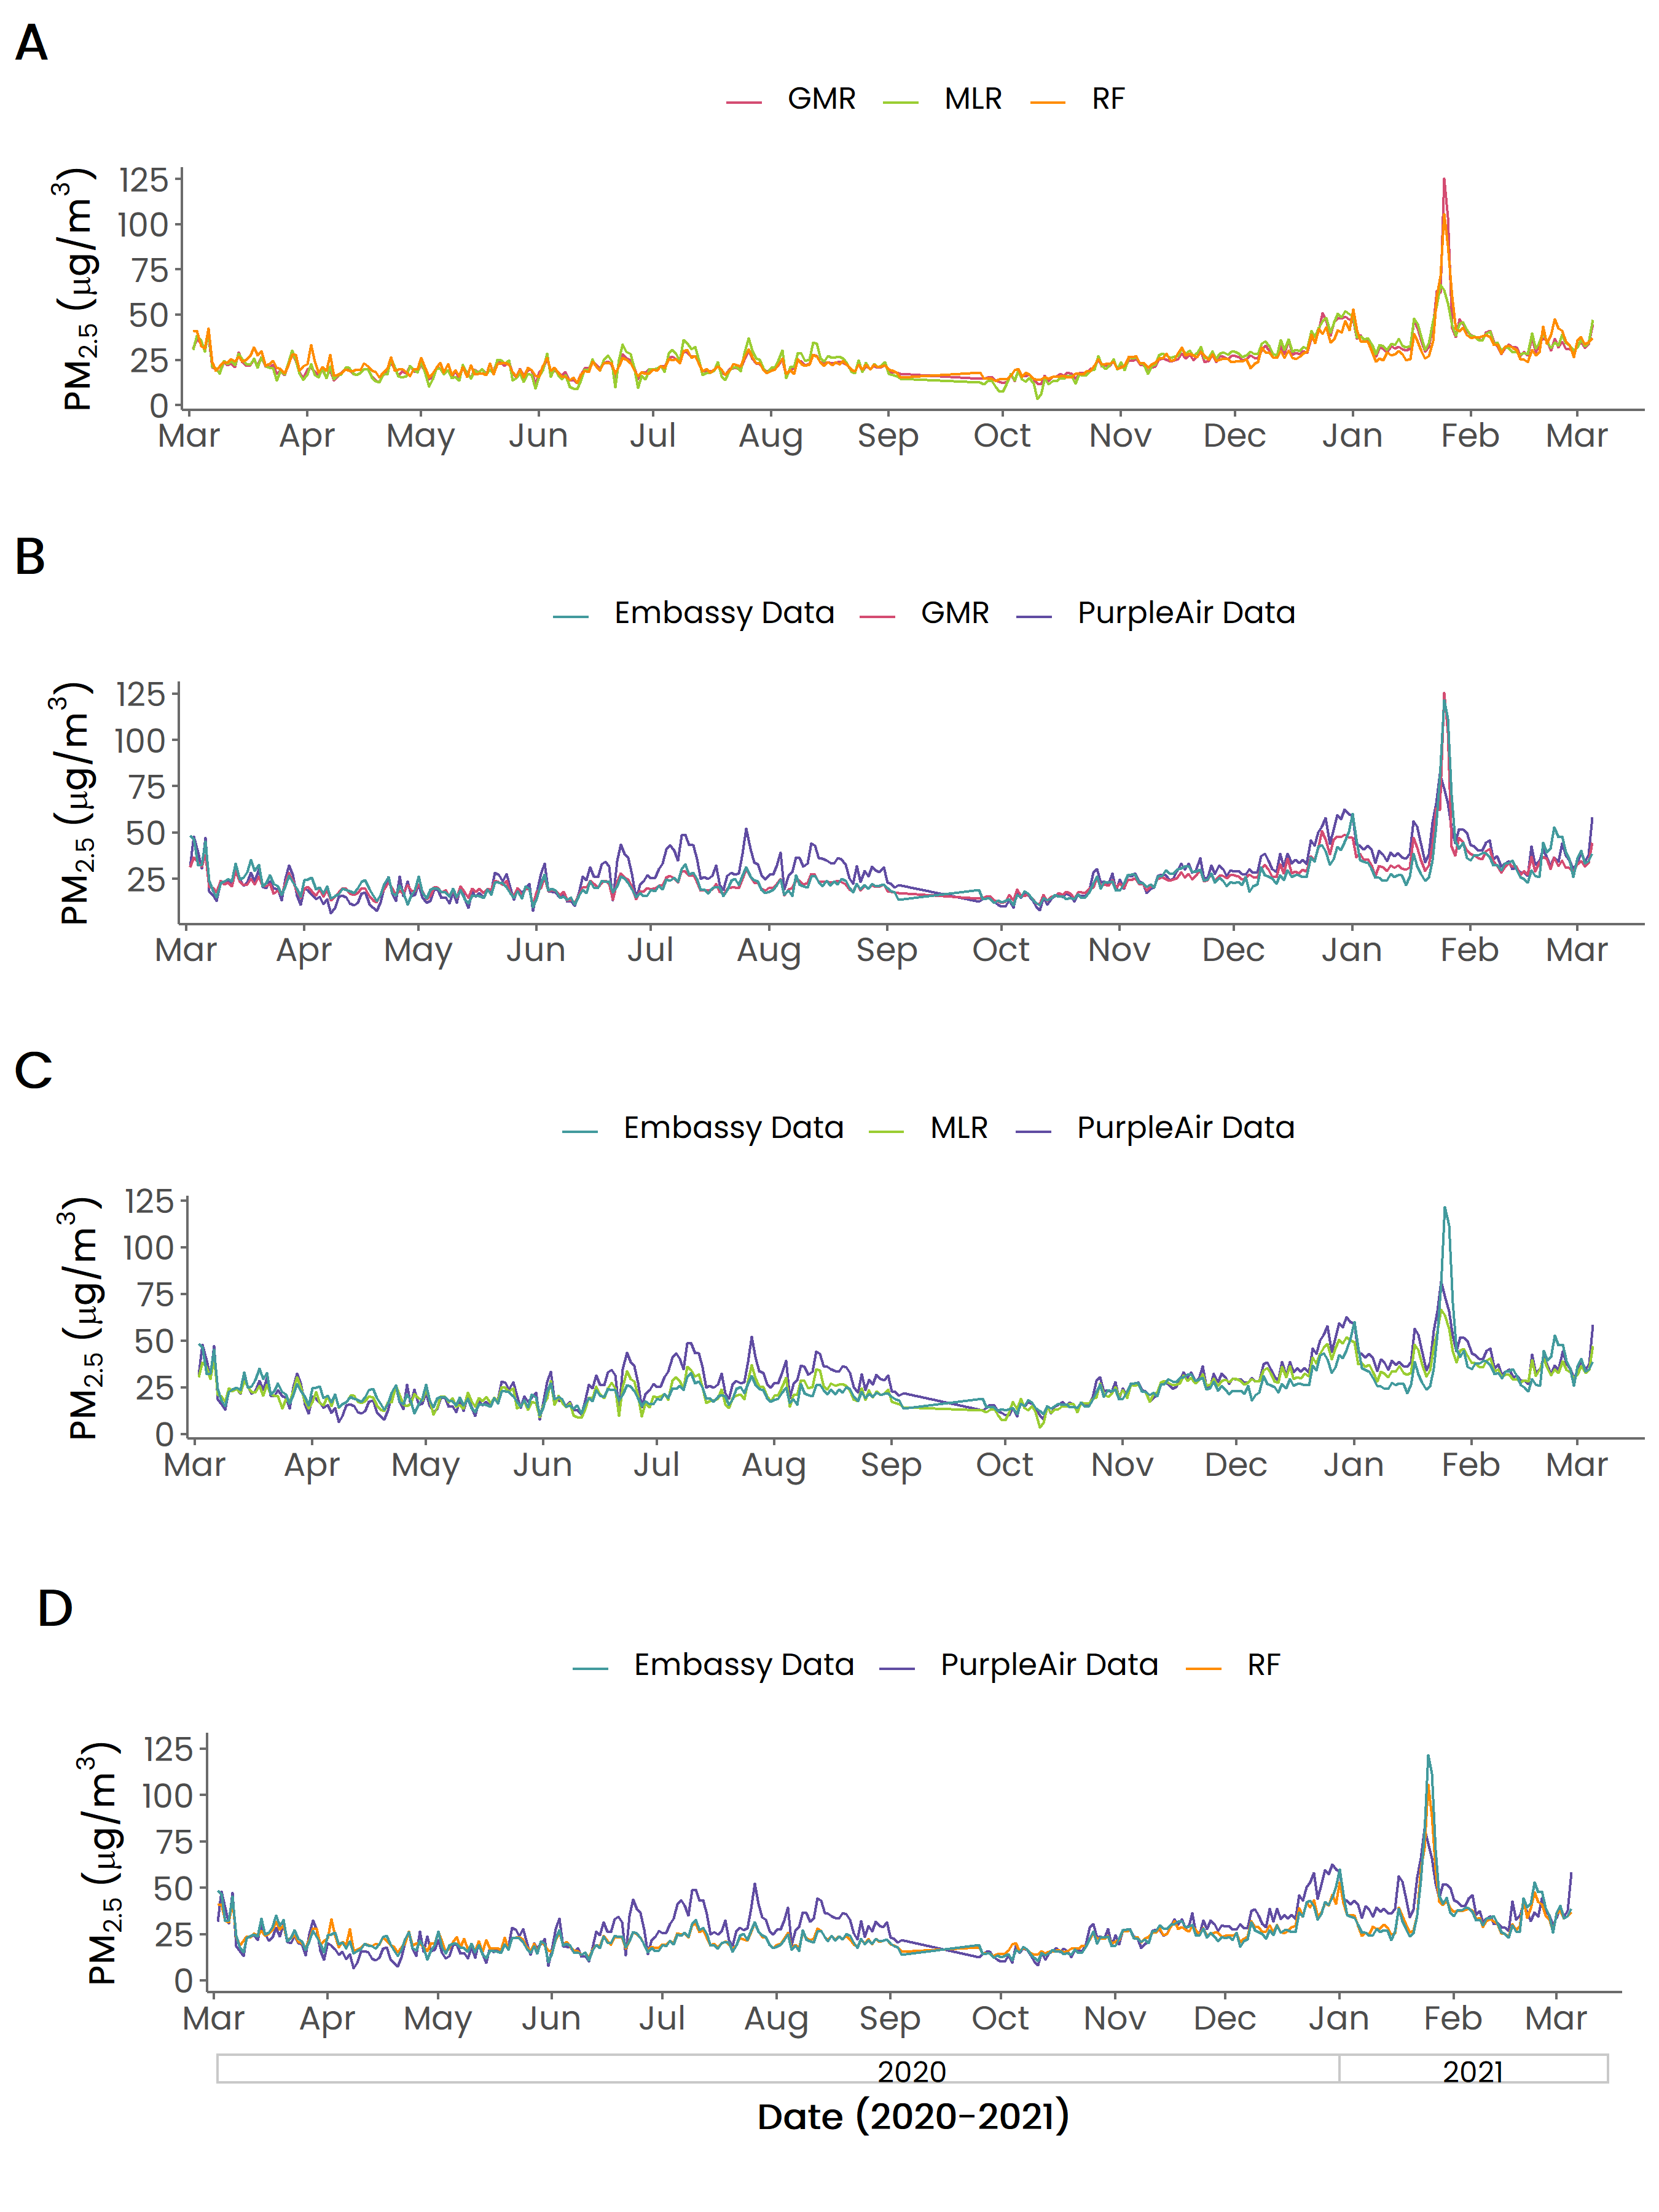 A
GMR MLR RF
PM2.5 (μg/m3)
125
100
75
50
25
0
Mar Apr May Jun Jul Aug Sep Oct Nov Dec Jan Feb Mar
B
Embassy Data GMR PurpleAir Data
PM2.5 (μg/m3)
125
100
75
50
25
Mar Apr May Jun Jul Aug Sep Oct Nov Dec Jan Feb Mar
C
Embassy Data MLR PurpleAir Data
PM2.5 (μg/m3)
125
100
75
50
25
0
Mar Apr May Jun Jul Aug Sep Oct Nov Dec Jan Feb Mar
D
Embassy Data PurpleAir Data RF
PM2.5 (μg/m3)
125
100
75
50
25
0
Mar Apr May Jun Jul Aug Sep Oct Nov Dec Jan Feb Mar
2020 2021
Date (2020-2021)